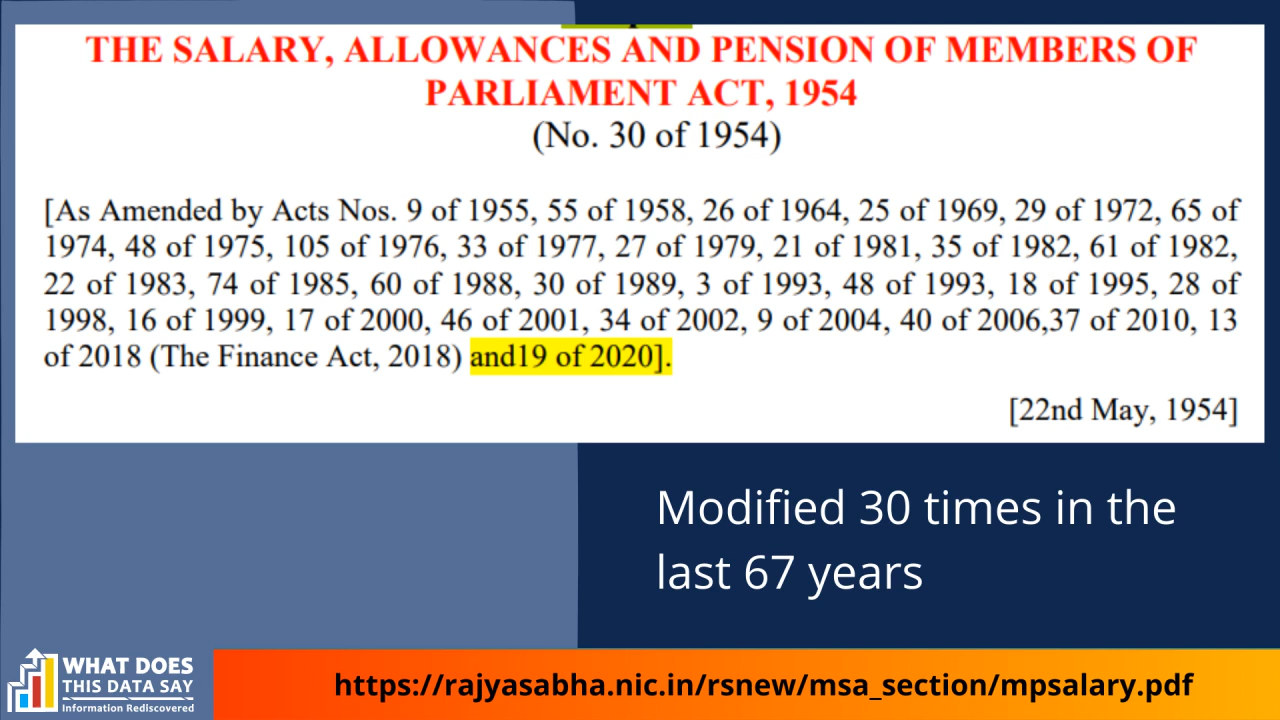 THE SALARY, ALLOWANCES AND PENSION OF MEMBERS OF
PARLIAMENT ACT, 1954
(No. 30 of 1954)
[As Amended by Acts Nos. 9 of 1955, 55 of 1958, 26 of 1964, 25 of 1969, 29 of 1972, 65 of
1974, 48 of 1975, 105 of 1976, 33 of 1977, 27 of 1979, 21 of 1981, 35 of 1982, 61 of 1982,
22 of 1983, 74 of 1985, 60 of 1988, 30 of 1989, 3 of 1993, 48 of 1993, 18 of 1995, 28 of
1998, 16 of 1999, 17 of 2000, 46 of 2001, 34 of 2002, 9 of 2004, 40 of 2006,37 of 2010, 13
of 2018 (The Finance Act, 2018) and19 of 2020].
[22nd May, 1954]
Modified 30 times in the
last 67 years
WHAT DOES
THIS DATA SAY
Information Rediscovered
https://rajyasabha.nic.in/rsnew/msa_section/mpsalary.pdf